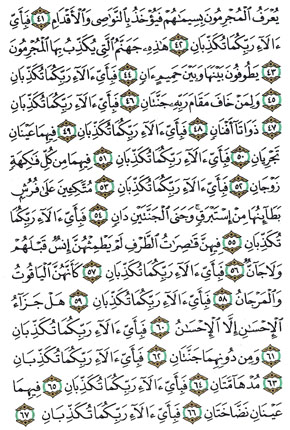 يُعْرَفُ ٱلْمُجْرِمُونَ بِسِيمَٰهُمْ فَيُؤْخَذُ بِٱلنَّوَٰصِى وَٱلْأَقْدَامِ ٤١ فَبِأَىِّ
ءَالَآءِ رَبِّكُمَا تُكَذِّبَانِ ٤٢ هَٰذِهِۦ جَهَنَّمُ ٱلَّتِى يُكَذِّبُ بِهَا ٱلْمُجْرِمُونَ
٤٣ يَطُوفُونَ بَيْنَهَا وَبَيْنَ حَمِيمٍ ءَانٍ ٤٤ فَبِأَىِّ ءَالَآءِ رَبِّكُمَا تُكَذِّبَانِ
٤٥ وَلِمَنْ خَافَ مَقَامَ رَبِّهِۦ جَنَّتَانِ ٤٦ فَبِأَىِّ ءَالَآءِ رَبِّكُمَا تُكَذِّبَانِ
٤٧ ذَوَاتَآ أَفْنَانٍ ٤٨ فَبِأَىِّ ءَالَآءِ رَبِّكُمَا تُكَذِّبَانِ ٤٩ فِيهِمَا عَيْنَانِ
تَجْرِيَانِ ٥٠ فَبِأَىِّ ءَالَآءِ رَبِّكُمَا تُكَذِّبَانِ ٥١ فِيهِمَا مِن كُلِّ فَٰكِهَةٍ
زَوْجَانِ ٥٢ فَبِأَىِّ ءَالَآءِ رَبِّكُمَا تُكَذِّبَانِ ٥٣ مُتَّكِـِٔينَ عَلَىٰ فُرُشٍۭ
بَطَآئِنُهَا مِنْ إِسْتَبْرَقٍ وَجَنَى ٱلْجَنَّتَيْنِ دَانٍ ٥٤ فَبِأَىِّ ءَالَآءِ رَبِّكُمَا
تُكَذِّبَانِ ٥٥ فِيهِنَّ قَٰصِرَٰتُ ٱلطَّرْفِ لَمْ يَطْمِثْهُنَّ إِنسٌ قَبْلَهُمْ
وَلَا جَآنٌّ ٥٦ فَبِأَىِّ ءَالَآءِ رَبِّكُمَا تُكَذِّبَانِ ٥٧ كَأَنَّهُنَّ ٱلْيَاقُوتُ
وَٱلْمَرْجَانُ ٥٨ فَبِأَىِّ ءَالَآءِ رَبِّكُمَا تُكَذِّبَانِ ٥٩ هَلْ جَزَآءُ
ٱلْإِحْسَٰنِ إِلَّا ٱلْإِحْسَٰنُ ٦٠ فَبِأَىِّ ءَالَآءِ رَبِّكُمَا تُكَذِّبَانِ
٦١ وَمِن دُونِهِمَا جَنَّتَانِ ٦٢ فَبِأَىِّ ءَالَآءِ رَبِّكُمَا تُكَذِّبَانِ
٦٣ مُدْهَآمَّتَانِ ٦٤ فَبِأَىِّ ءَالَآءِ رَبِّكُمَا تُكَذِّبَانِ ٦٥ فِيهِمَا
عَيْنَانِ نَضَّاخَتَانِ ٦٦ فَبِأَىِّ ءَالَآءِ رَبِّكُمَا تُكَذِّبَانِ ٦٧